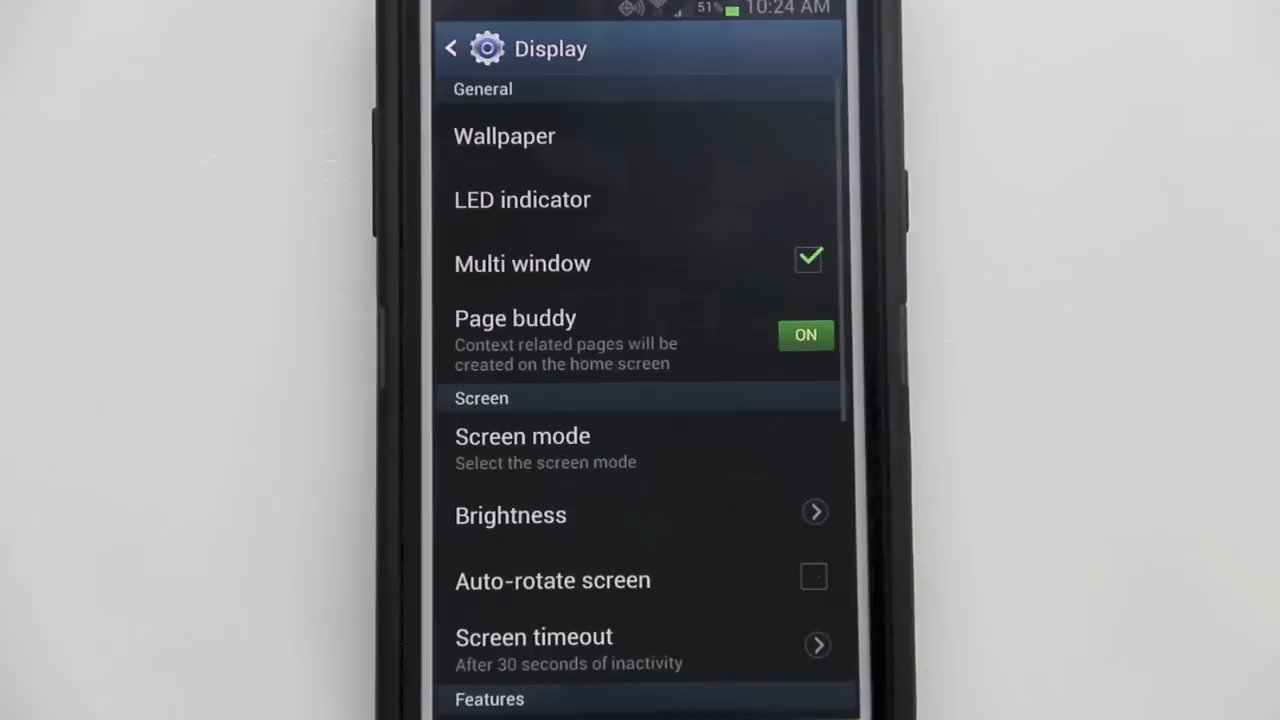 51% 10:24 AM
Display
General
Wallpaper
LED indicator
Multi window
Page buddy
Context related pages will be
created on the home screen
ON
Screen
Screen mode
Select the screen mode
Brightness
Auto-rotate screen
Screen timeout
After 30 seconds of inactivity
Features